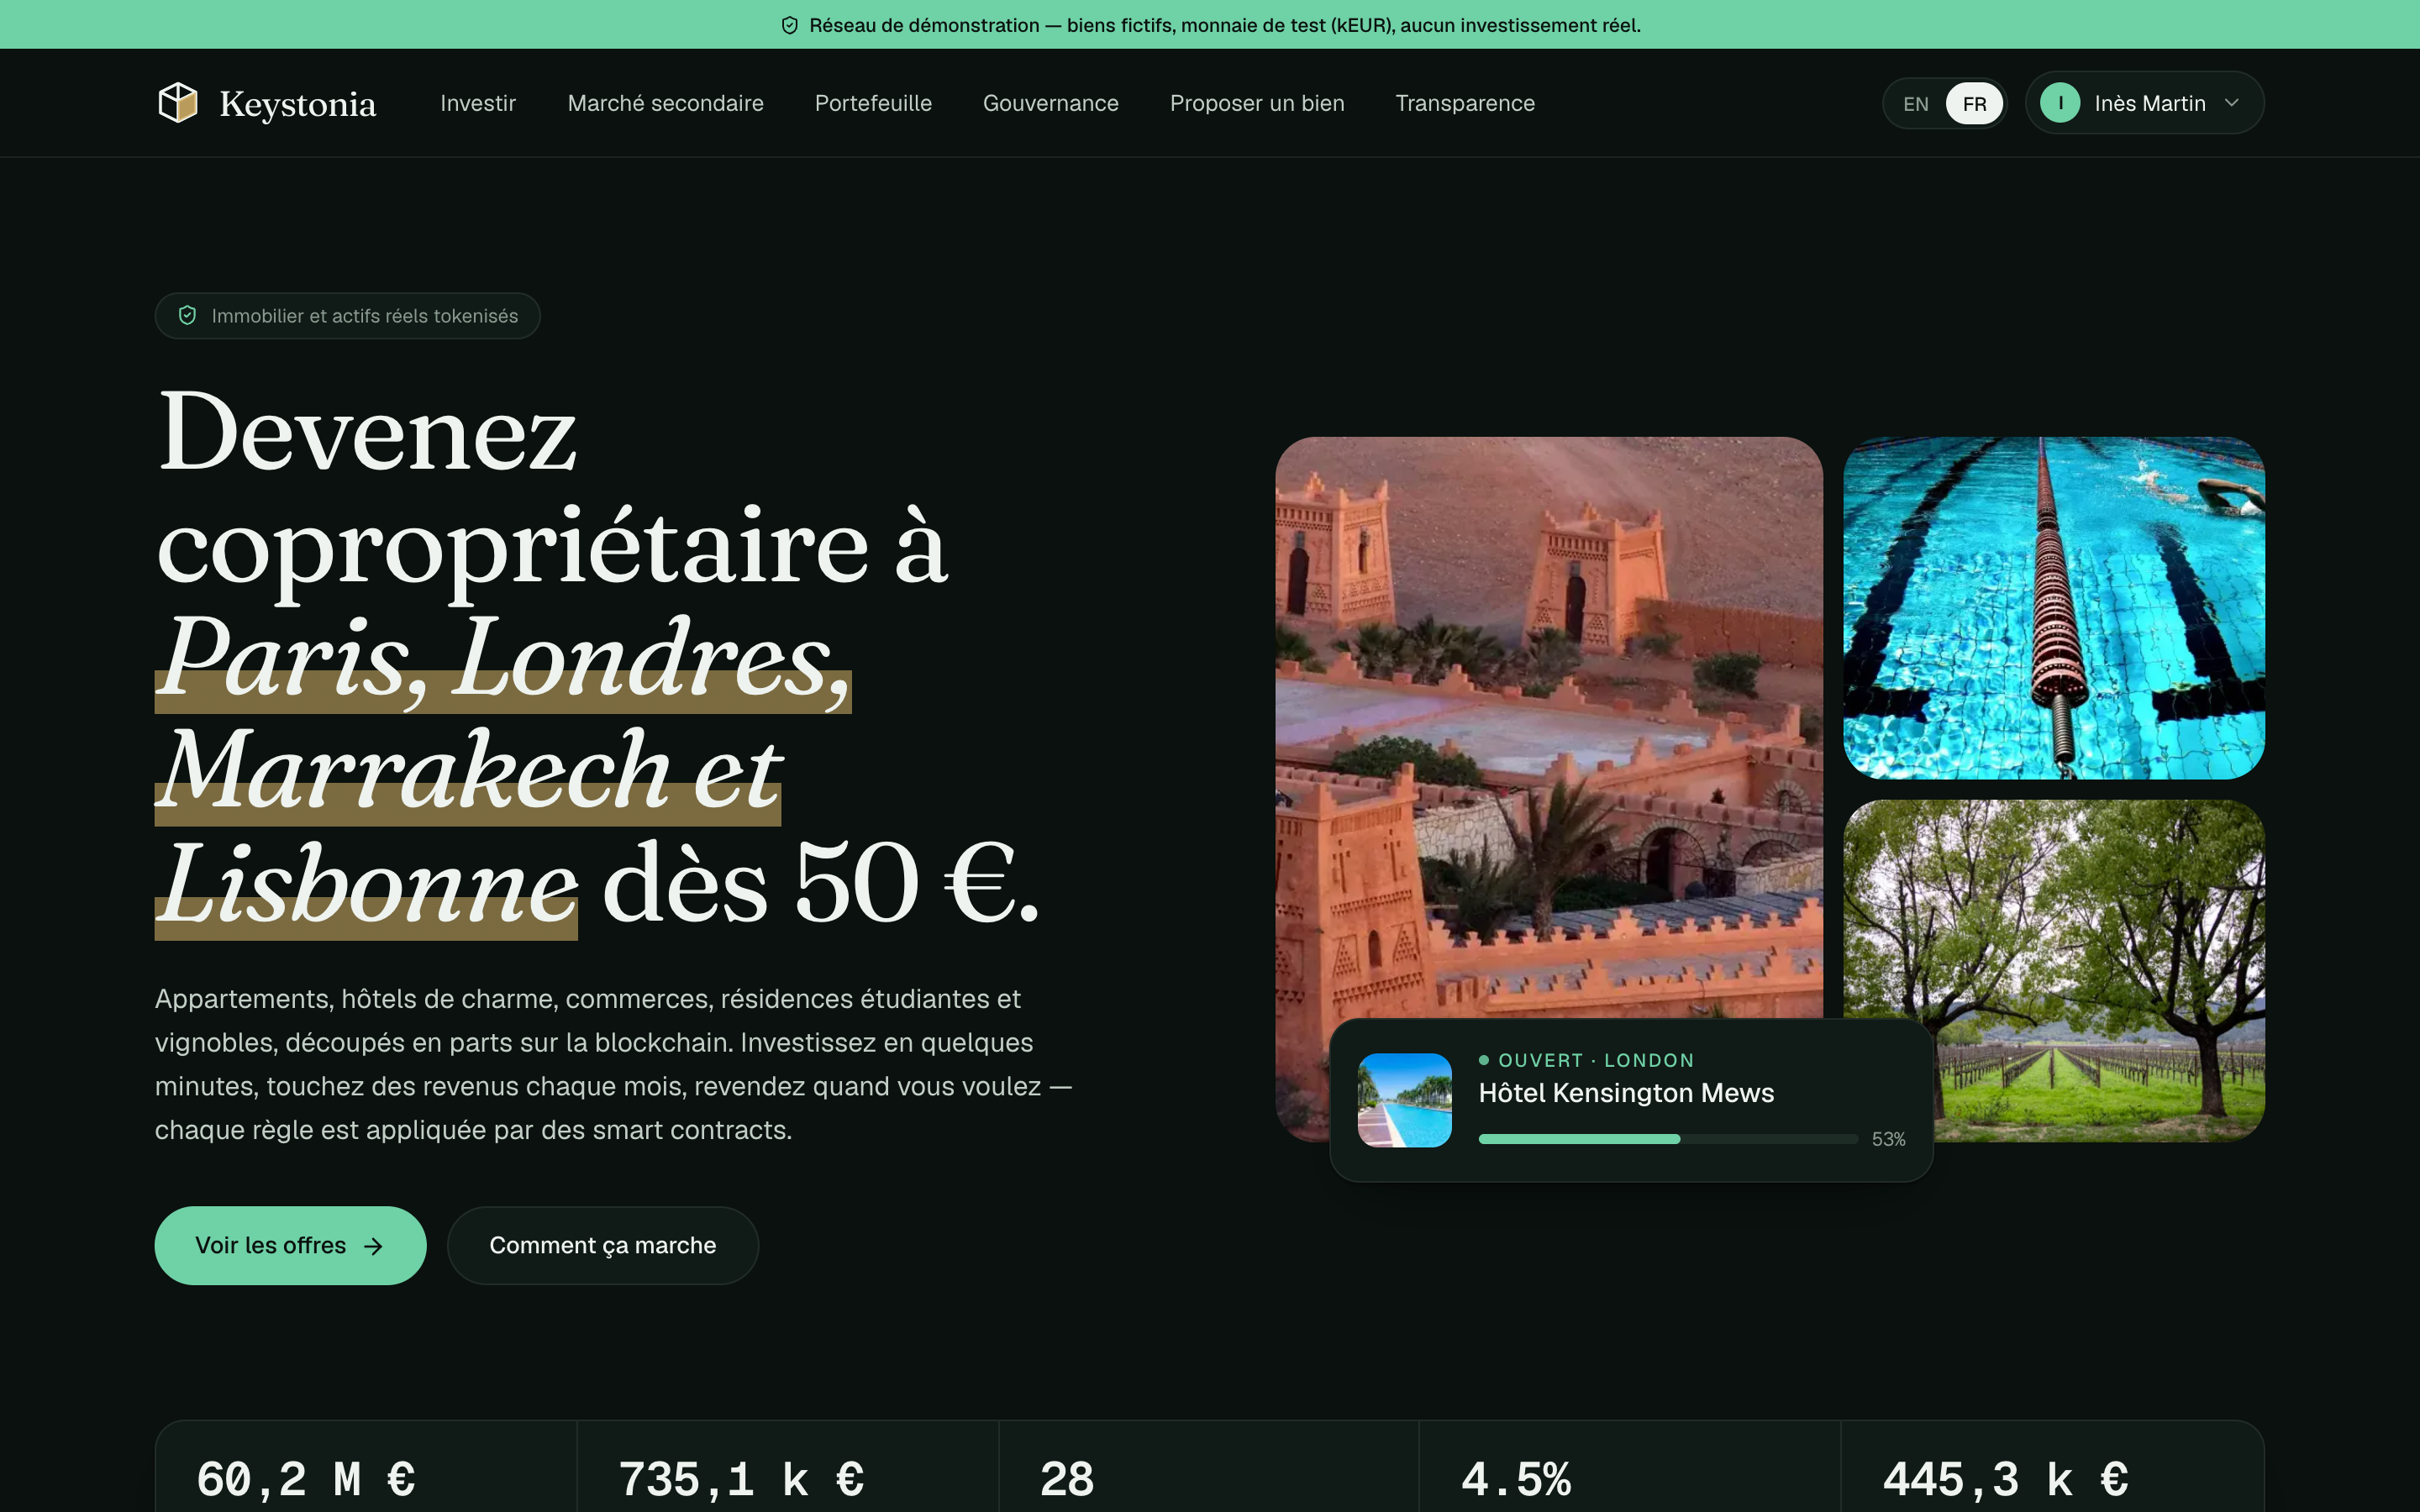 Réseau de démonstration — biens fictifs, monnaie de test (kEUR), aucun investissement réel.
Keystonia
Investir
Marché secondaire
Portefeuille
Gouvernance
Proposer un bien
Transparence
EN
FR
I
Inès Martin
Immobilier et actifs réels tokenisés
Devenez
copropriétaire à
Paris, Londres,
Marrakech et
Lisbonne dès 50 €.
Appartements, hôtels de charme, commerces, résidences étudiantes et
vignobles, découpés en parts sur la blockchain. Investissez en quelques
minutes, touchez des revenus chaque mois, revendez quand vous voulez —
chaque règle est appliquée par des smart contracts.
Voir les offres
Comment ça marche
OUVERT · LONDON
Hôtel Kensington Mews
53%
60,2 M €
735,1 k €
28
4.5%
445,3 k €